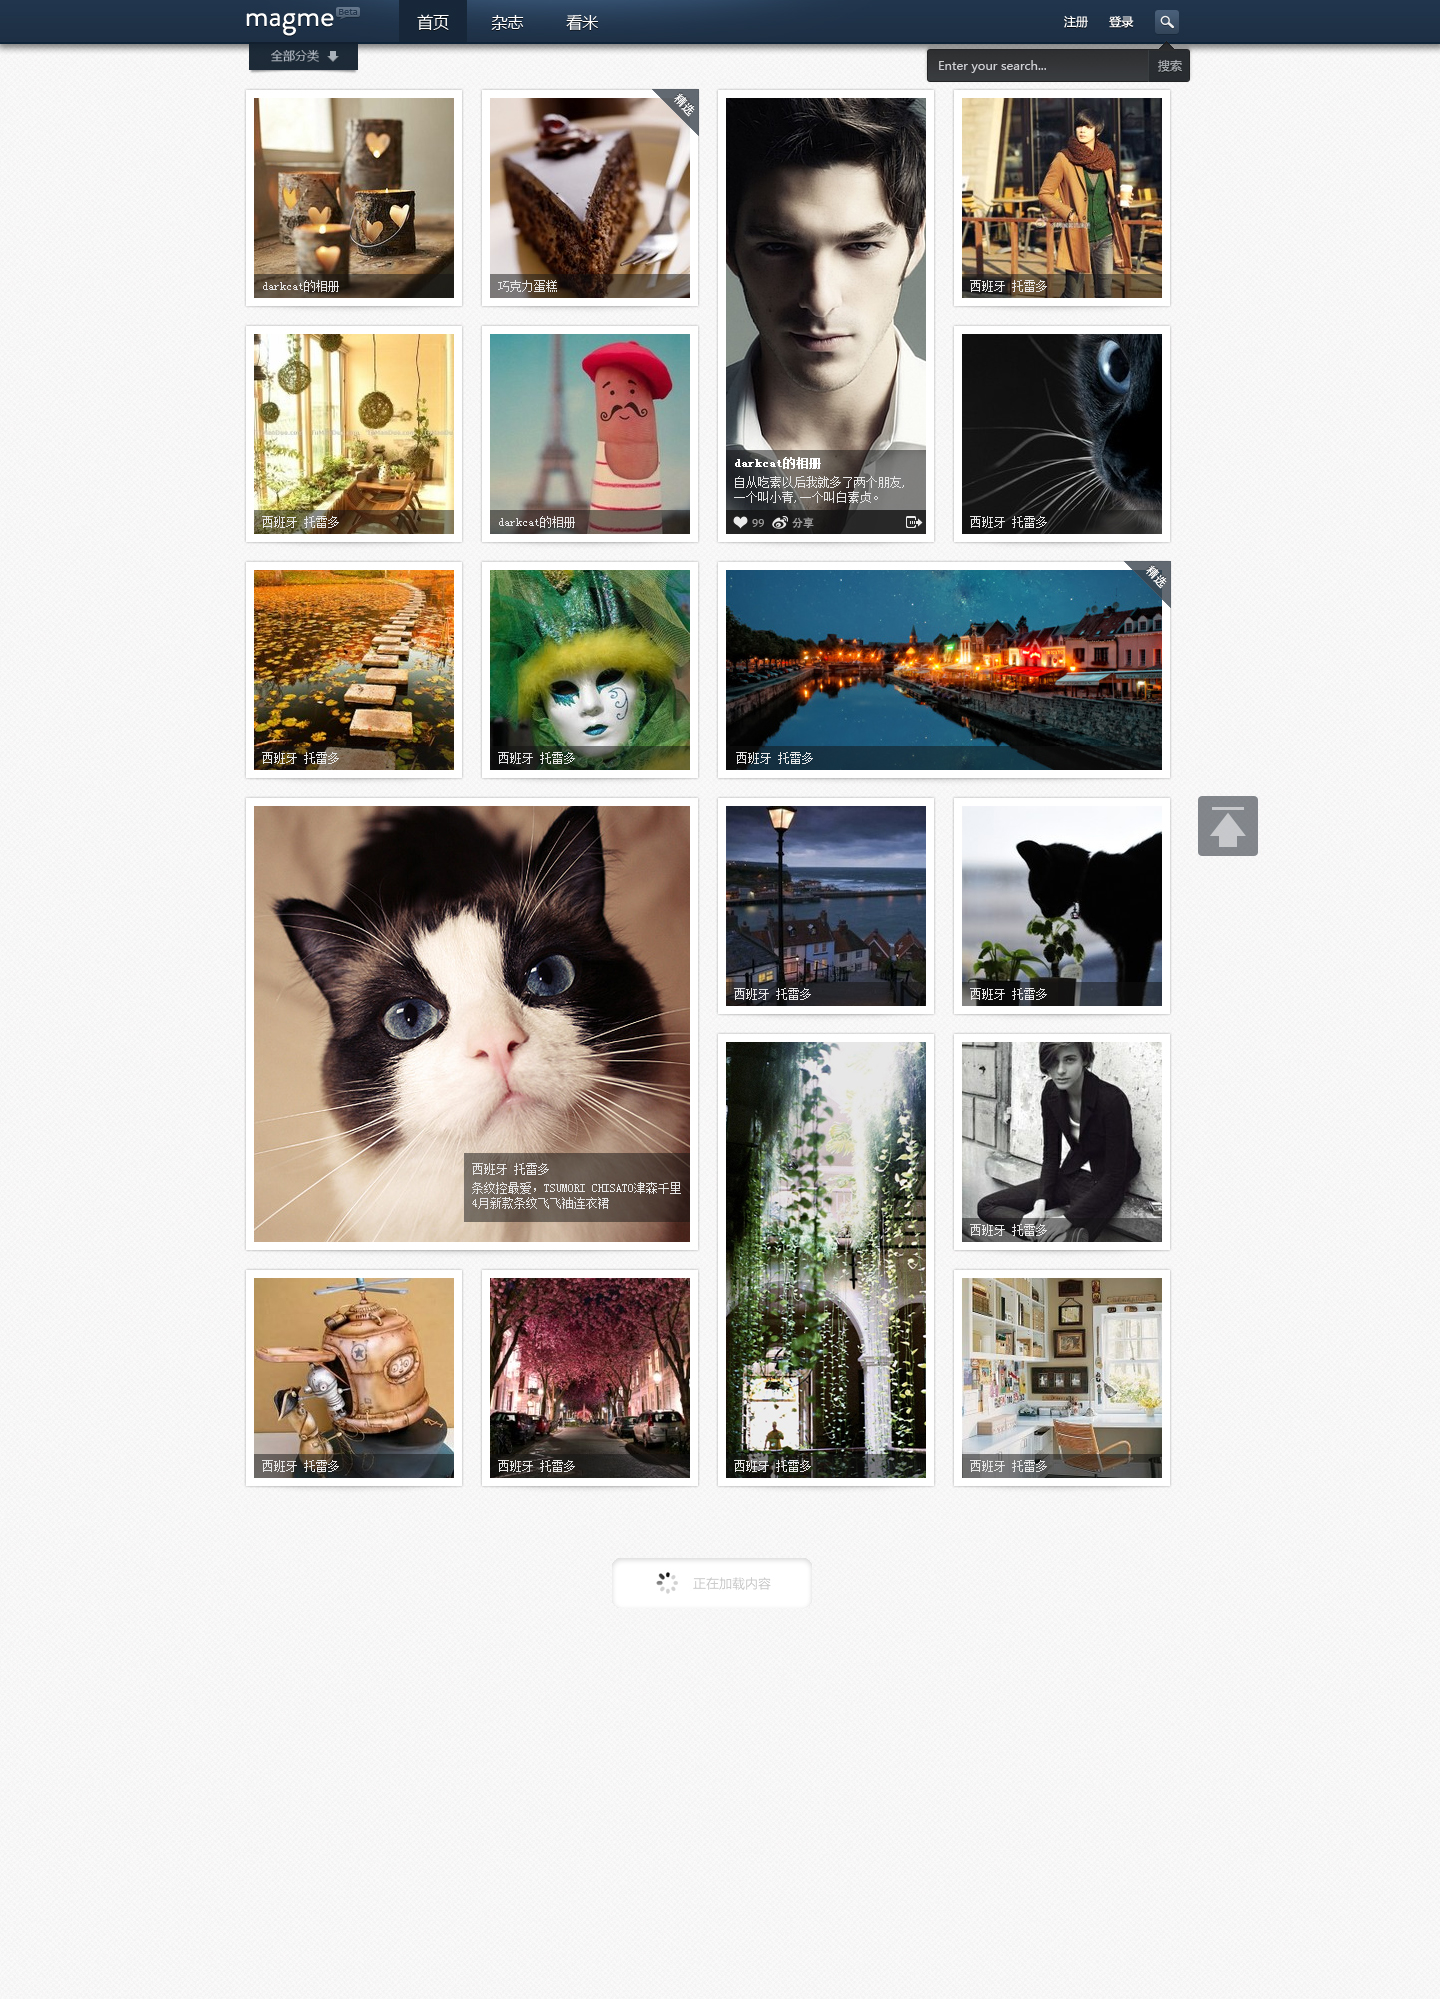 magme Beta
首页
杂志
看米
注册
登录
全部分类
Enter your search...
搜索
darkcat的相册
精选
巧克力蛋糕
西班牙 托雷多
西班牙 托雷多
darkcat的相册
darkcat的相册
自从吃素以后我就多了两个朋友,
一个叫小青,一个叫白素贞。
99
分享
西班牙 托雷多
西班牙 托雷多
西班牙 托雷多
精选
西班牙 托雷多
西班牙 托雷多
西班牙 托雷多
西班牙 托雷多
条纹控最爱，TSUMORI CHISATO津森千里
4月新款条纹飞飞袖连衣裙
西班牙 托雷多
西班牙 托雷多
西班牙 托雷多
西班牙 托雷多
西班牙 托雷多
正在加载内容